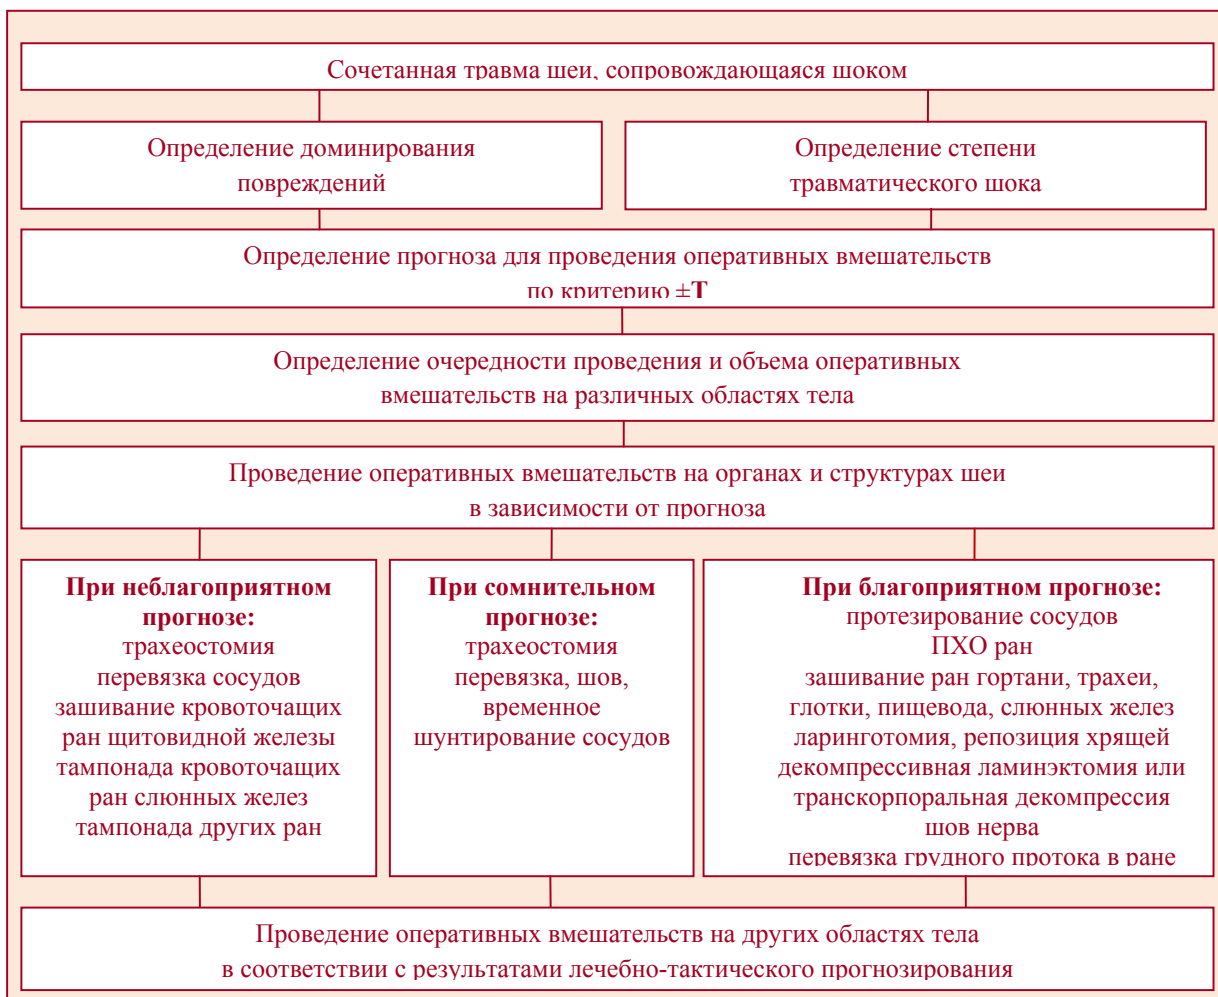 Сочетанная травма шеи, сопровождающаяся шоком
Определение доминирования
повреждений
Определение степени
травматического шока
Определение прогноза для проведения оперативных вмешательств
по критерию ±Т
Определение очередности проведения и объема оперативных
вмешательств на различных областях тела
Проведение оперативных вмешательств на органах и структурах шеи
в зависимости от прогноза
При неблагоприятном
прогнозе:
трахеостомия
перевязка сосудов
зашивание кровоточащих
ран щитовидной железы
тампонада кровоточащих
ран слюнных желез
тампонада других ран
При сомнительном
прогнозе:
трахеостомия
перевязка, шов,
временное
шунтирование сосудов
При благоприятном прогнозе:
протезирование сосудов
ПХО ран
зашивание ран гортани, трахеи,
глотки, пищевода, слюнных желез
ларинготомия, репозиция хрящей
декомпрессивная ламинэктомия или
транскорпоральная декомпрессия
шов нерва
перевязка грудного протока в ране
Проведение оперативных вмешательств на других областях тела
в соответствии с результатами лечебно-тактического прогнозирования